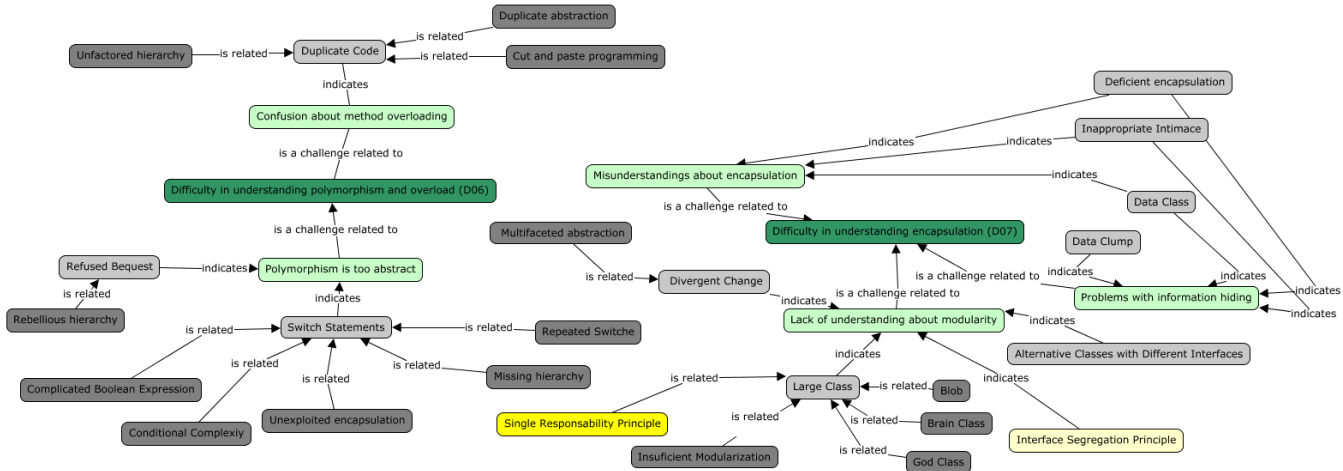 Duplicate abstraction
is related
Unfactored hierarchy
is related
Duplicate Code
is related
Cut and paste programming
indicates
Confusion about method overloading
is a challenge related to
Difficulty in understanding polymorphism and overload (D06)
is a challenge related to
Refused Bequest
indicates
Polymorphism is too abstract
is related
Rebellious hierarchy
indicates
Switch Statements
is related
Repeated Switche
is related
Complicated Boolean Expression
is related
Conditional Complexiy
is related
Unexploited encapsulation
is related
Missing hierarchy
Deficient encapsulation
indicates
Inappropriate Intimace
indicates
Misunderstandings about encapsulation
indicates
Data Class
is a challenge related to
Difficulty in understanding encapsulation (D07)
Multifaceted abstraction
is related
Divergent Change
indicates
Data Clump
indicates
indicates
is a challenge related to
Problems with information hiding
indicates
indicates
is a challenge related to
Lack of understanding about modularity
indicates
Alternative Classes with Different Interfaces
indicates
indicates
Large Class
is related
Single Responsability Principle
is related
Insuficient Modularization
is related
Blob
is related
Brain Class
is related
God Class
Interface Segregation Principle